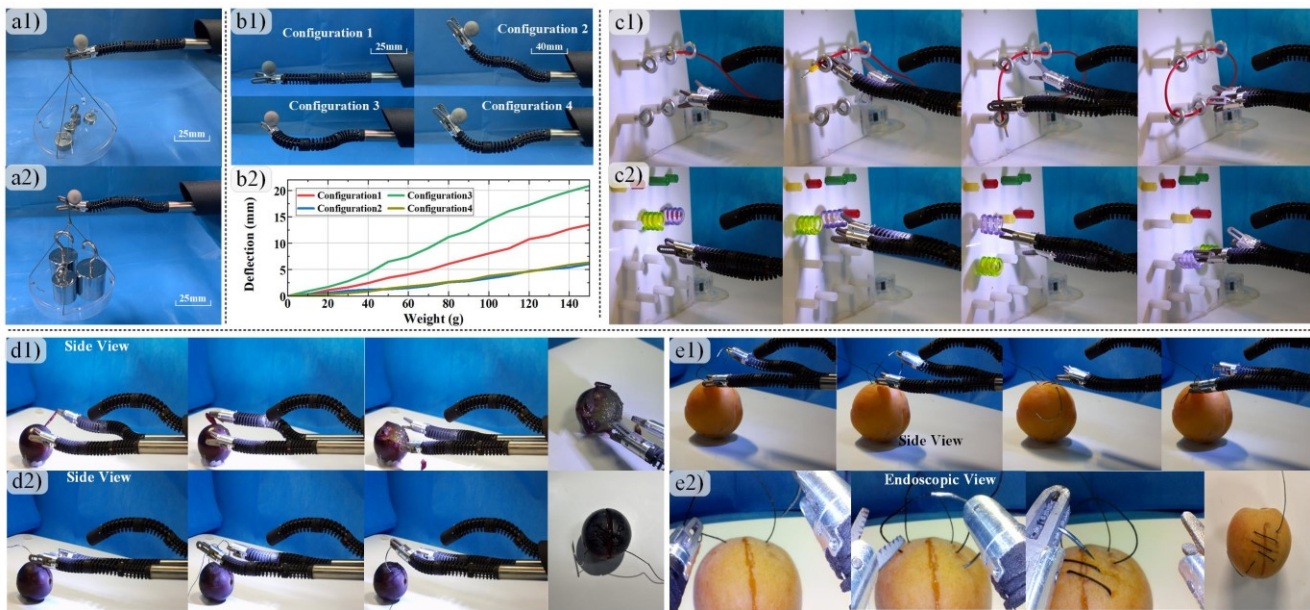 a1)
25mm
a2)
25mm
b1)
Configuration 1
25mm
Configuration 2
40mm
Configuration 3
Configuration 4
b2)
Configuration1
Configuration3
Configuration2
Configuration4
20
15
10
5
0
0 20 40 60 80 100 120 140
Deflection (mm)
Weight (g)
c1)
c2)
d1)
Side View
d2)
Side View
e1)
Side View
e2)
Endoscopic View